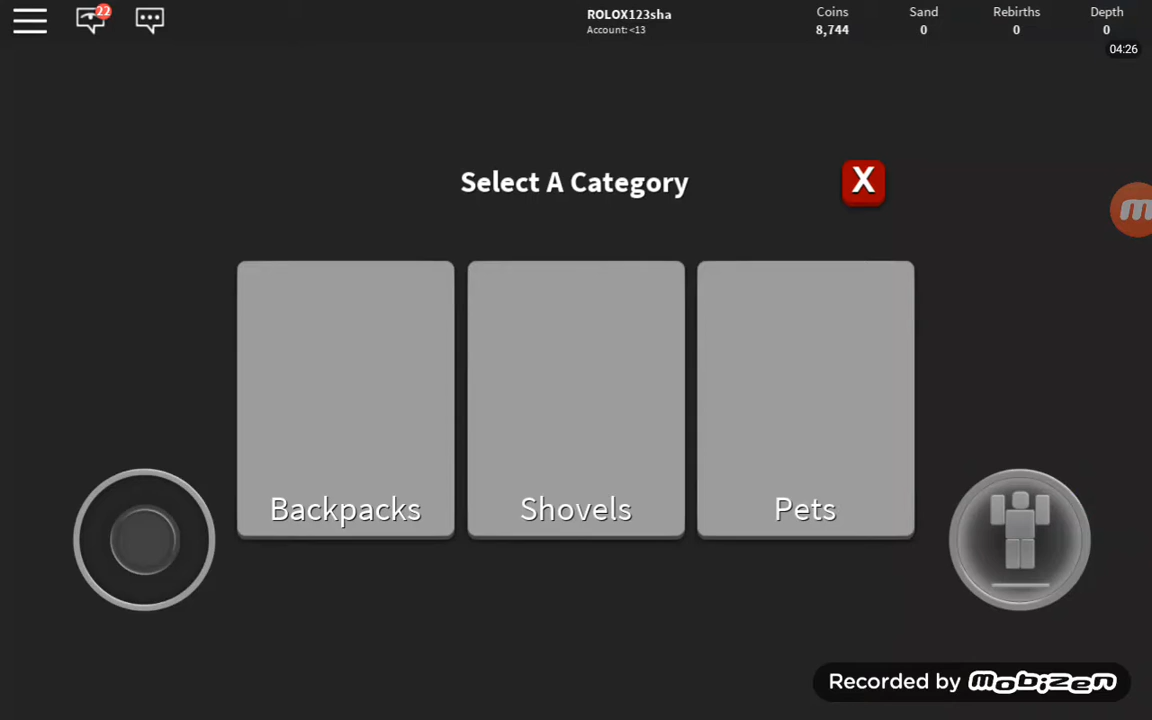 22
ROLOX123sha
Account: <13
Coins
8,744
Sand
0
Rebirths
0
Depth
0
04:26
Select A Category
X
Backpacks
Shovels
Pets
Recorded by mobizen